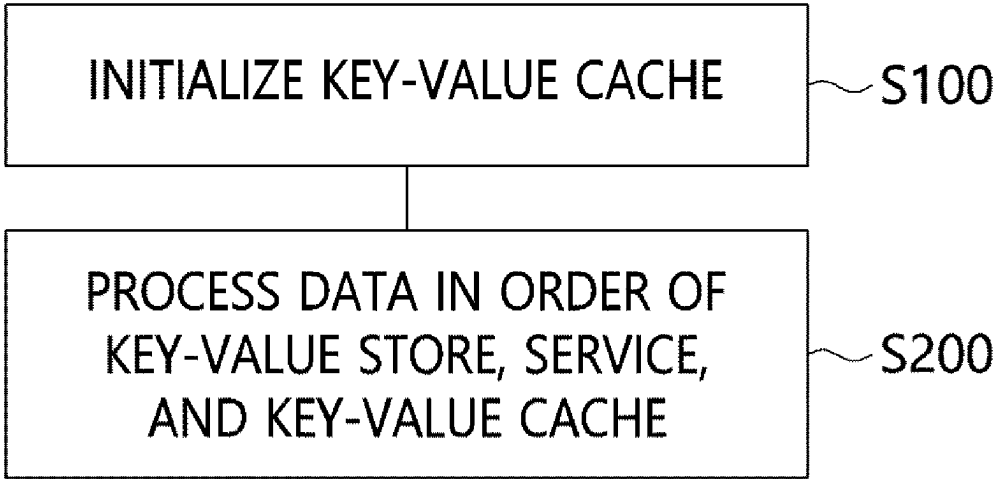 INITIALIZE KEY-VALUE CACHE
S100
PROCESS DATA IN ORDER OF
KEY-VALUE STORE, SERVICE,
AND KEY-VALUE CACHE
S200